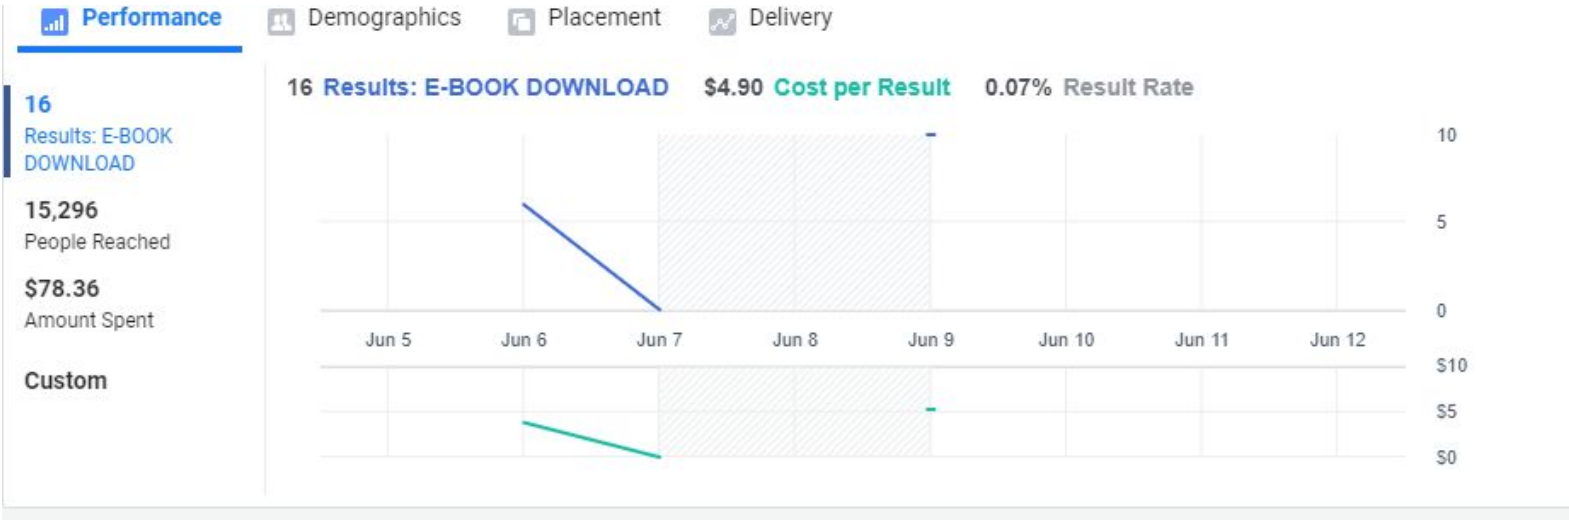 Performance Demographics Placement Delivery
16
Results: E-BOOK
DOWNLOAD
15,296
People Reached
$78.36
Amount Spent
Custom
16 Results: E-BOOK DOWNLOAD $4.90 Cost per Result 0.07% Result Rate
10
5
0
Jun 5 Jun 6 Jun 7 Jun 8 Jun 9 Jun 10 Jun 11 Jun 12
$10
$5
$0